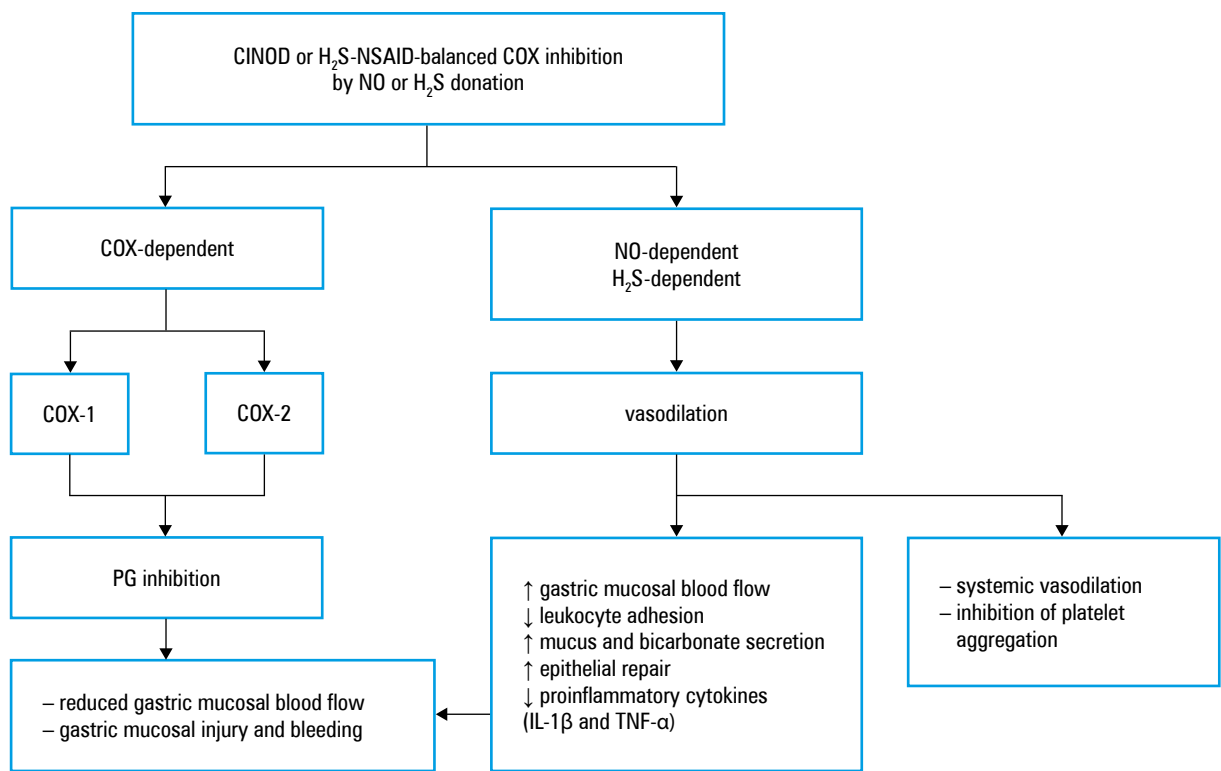 CINOD or H₂S-NSAID-balanced COX inhibition
by NO or H₂S donation
COX-dependent
NO-dependent
H₂S-dependent
COX-1
COX-2
vasodilation
PG inhibition
↑ gastric mucosal blood flow
↓ leukocyte adhesion
↑ mucus and bicarbonate secretion
↑ epithelial repair
↓ proinflammatory cytokines
(IL-1β and TNF-α)
– systemic vasodilation
– inhibition of platelet
aggregation
– reduced gastric mucosal blood flow
– gastric mucosal injury and bleeding